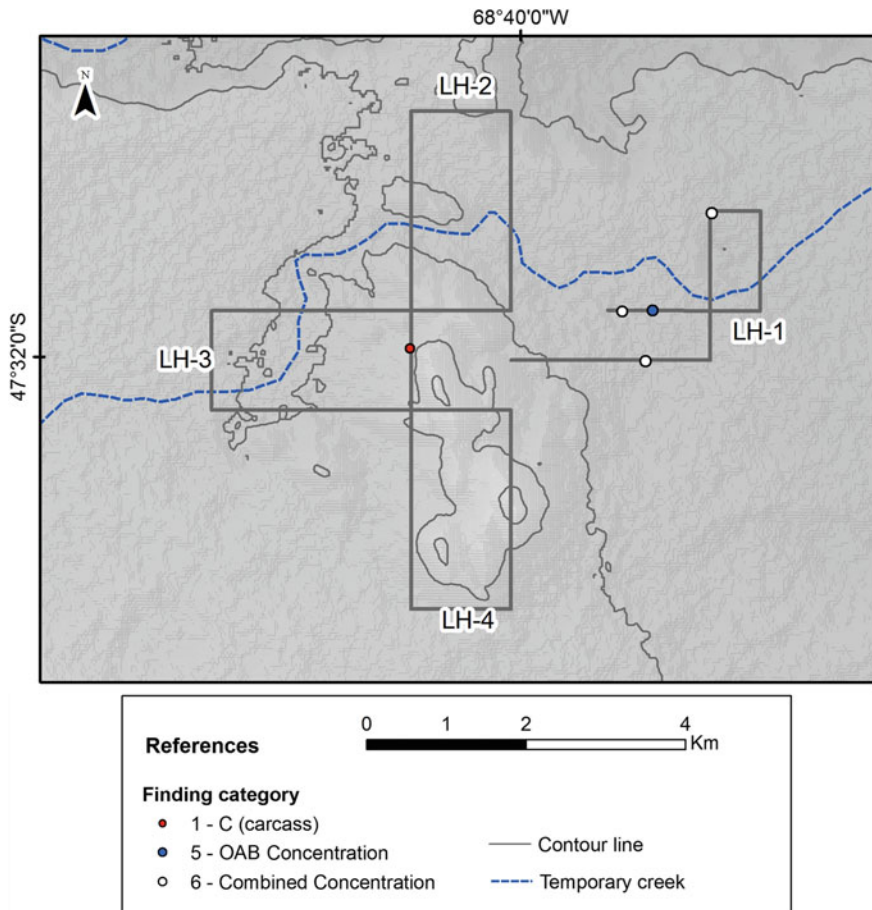 68°40'0"W
N
LH-2
LH-3
47°32'0"S
LH-1
LH-4
References
0 1 2 4
Km
Finding category
1 - C (carcass)
5 - OAB Concentration
6 - Combined Concentration
Contour line
Temporary creek